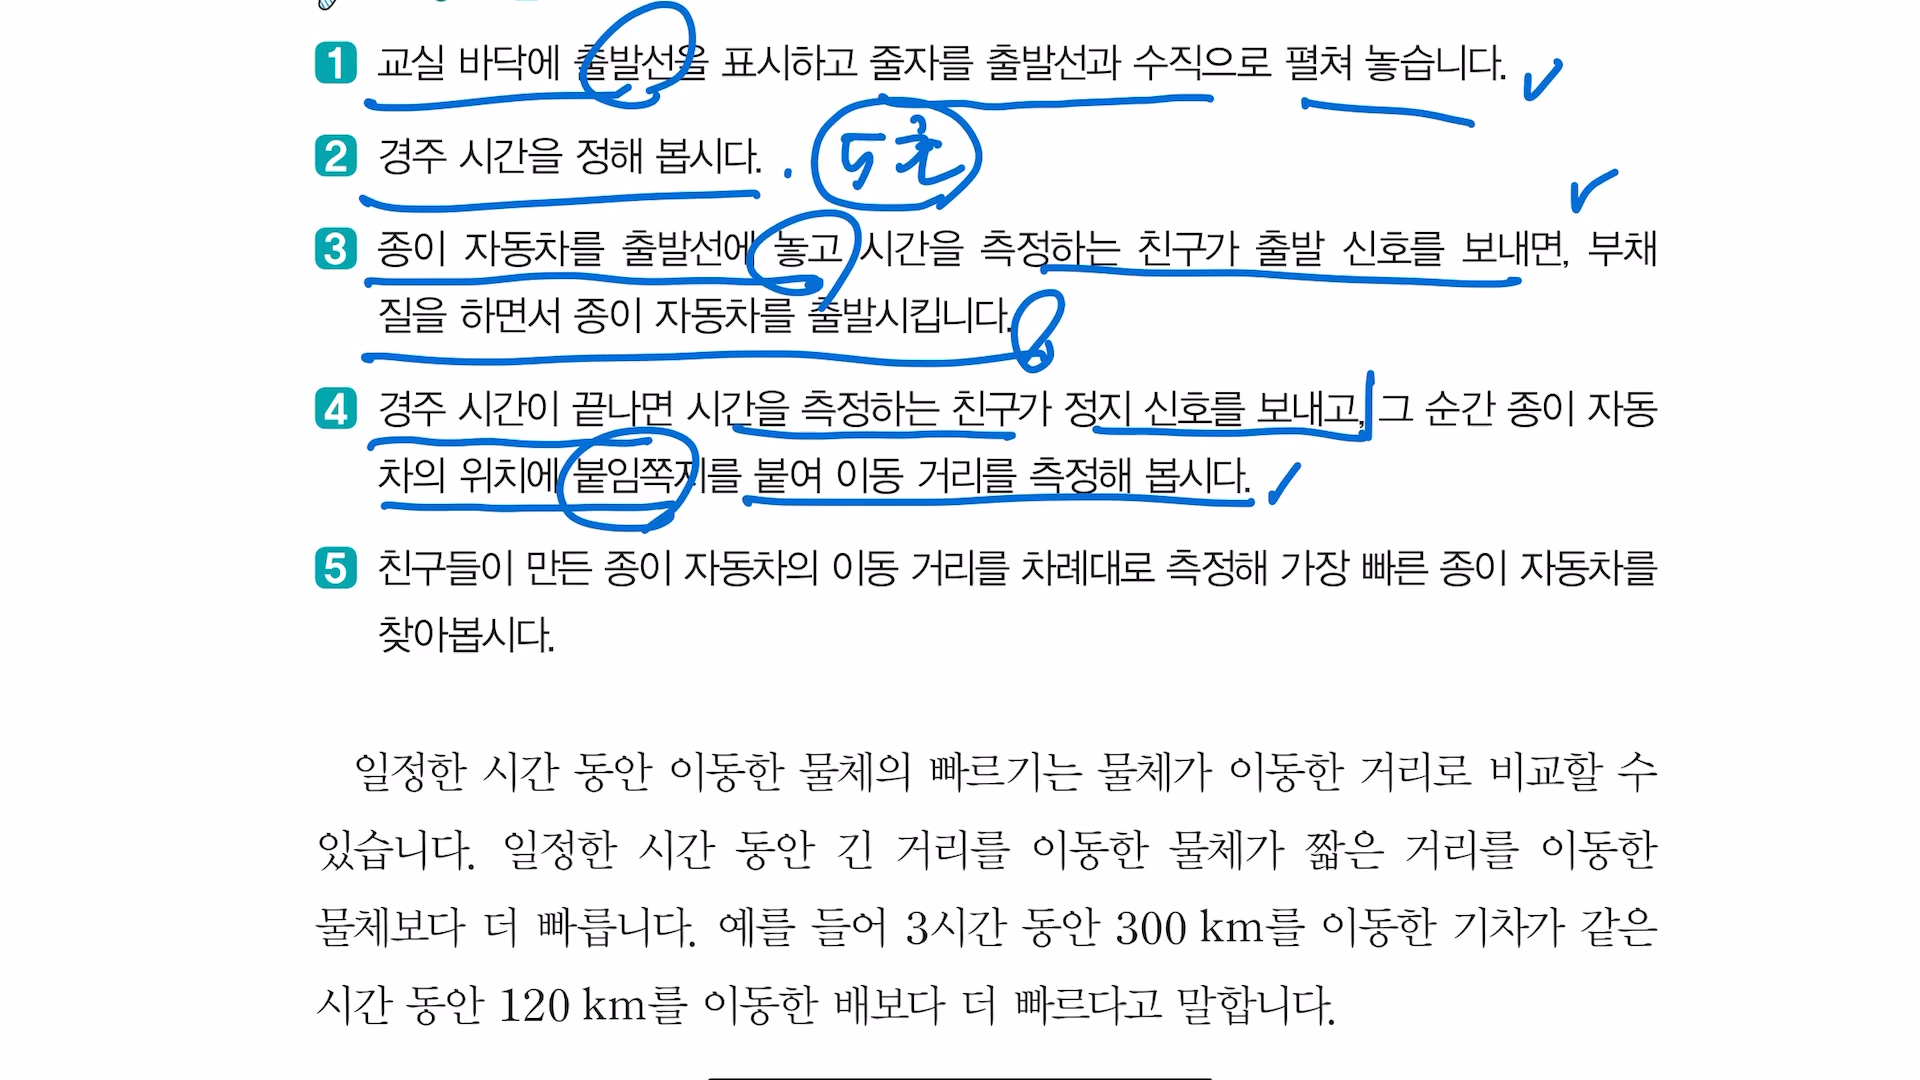 1 교실 바닥에 출발선을 표시하고 줄자를 출발선과 수직으로 펼쳐 놓습니다.
2 경주 시간을 정해 봅시다. 5초
3 종이 자동차를 출발선에 놓고 시간을 측정하는 친구가 출발 신호를 보내면, 부채
질을 하면서 종이 자동차를 출발시킵니다.
4 경주 시간이 끝나면 시간을 측정하는 친구가 정지 신호를 보내고, 그 순간 종이 자동
차의 위치에 붙임쪽지를 붙여 이동 거리를 측정해 봅시다.
5 친구들이 만든 종이 자동차의 이동 거리를 차례대로 측정해 가장 빠른 종이 자동차를
찾아봅시다.
일정한 시간 동안 이동한 물체의 빠르기는 물체가 이동한 거리로 비교할 수
있습니다. 일정한 시간 동안 긴 거리를 이동한 물체가 짧은 거리를 이동한
물체보다 더 빠릅니다. 예를 들어 3시간 동안 300 km를 이동한 기차가 같은
시간 동안 120 km를 이동한 배보다 더 빠르다고 말합니다.